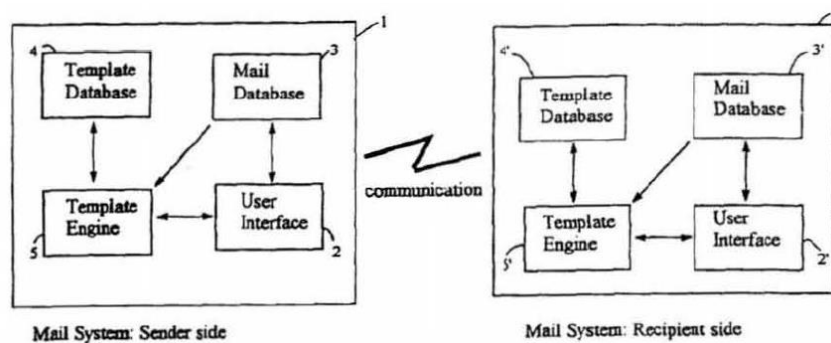 1
4
Template
Database
3
Mail
Database
Template
Engine
5
User
Interface
2
Mail System: Sender side
communication
4'
Template
Database
3'
Mail
Database
Template
Engine
5'
User
Interface
2'
Mail System: Recipient side